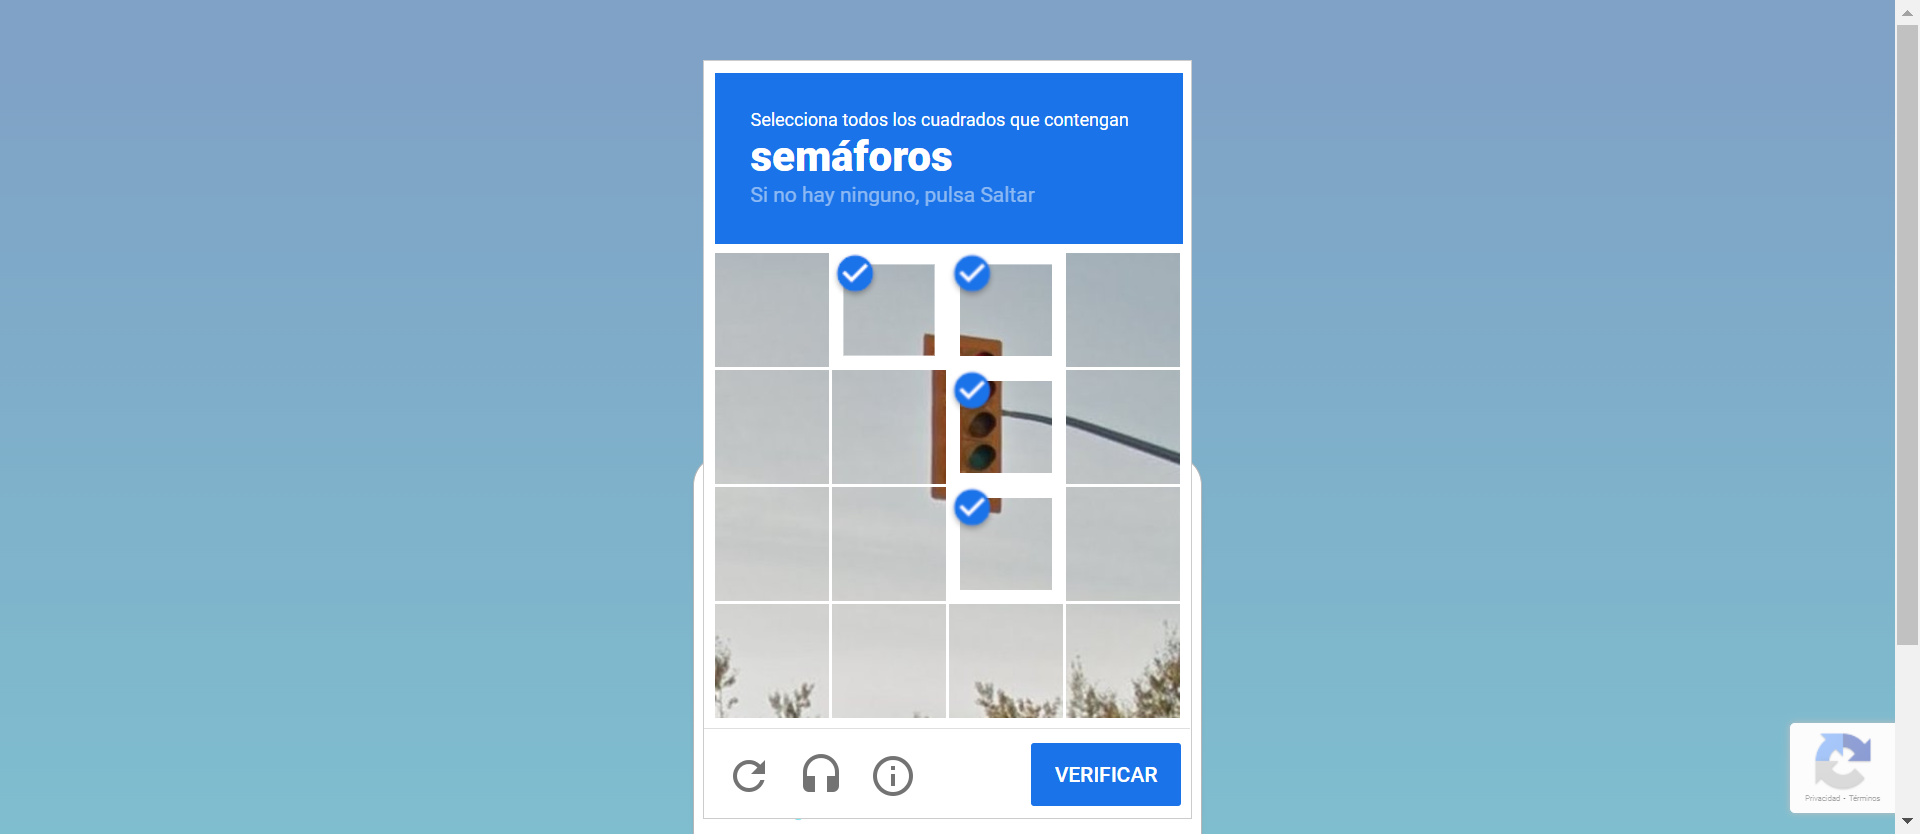 Selecciona todos los cuadrados que contengan
semáforos
Si no hay ninguno, pulsa Saltar
VERIFICAR
Privacidad - Términos